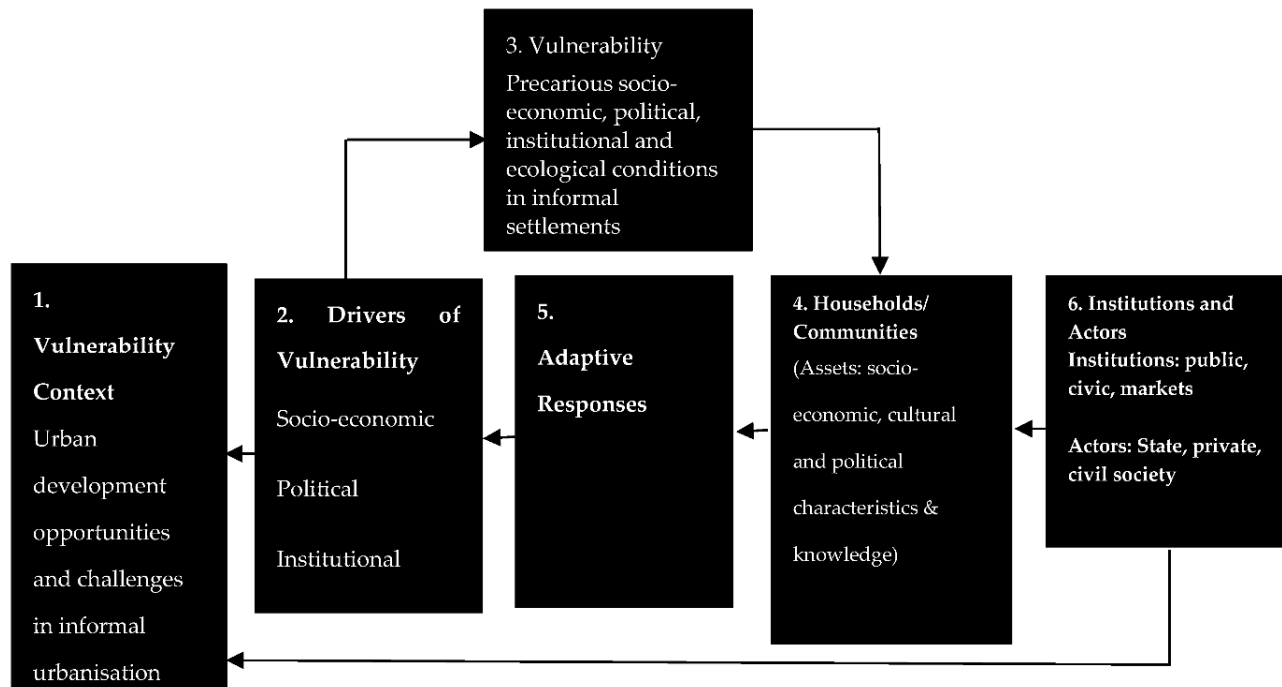 3. Vulnerability
Precarious socio-
economic, political,
institutional and
ecological conditions
in informal
settlements
1.
Vulnerability
Context
Urban
development
opportunities
and challenges
in informal
urbanisation
2. Drivers of
Vulnerability
Socio-economic
Political
Institutional
5.
Adaptive
Responses
4. Households/
Communities
(Assets: socio-
economic, cultural
and political
characteristics &
knowledge)
6. Institutions and
Actors
Institutions: public,
civic, markets
Actors: State, private,
civil society